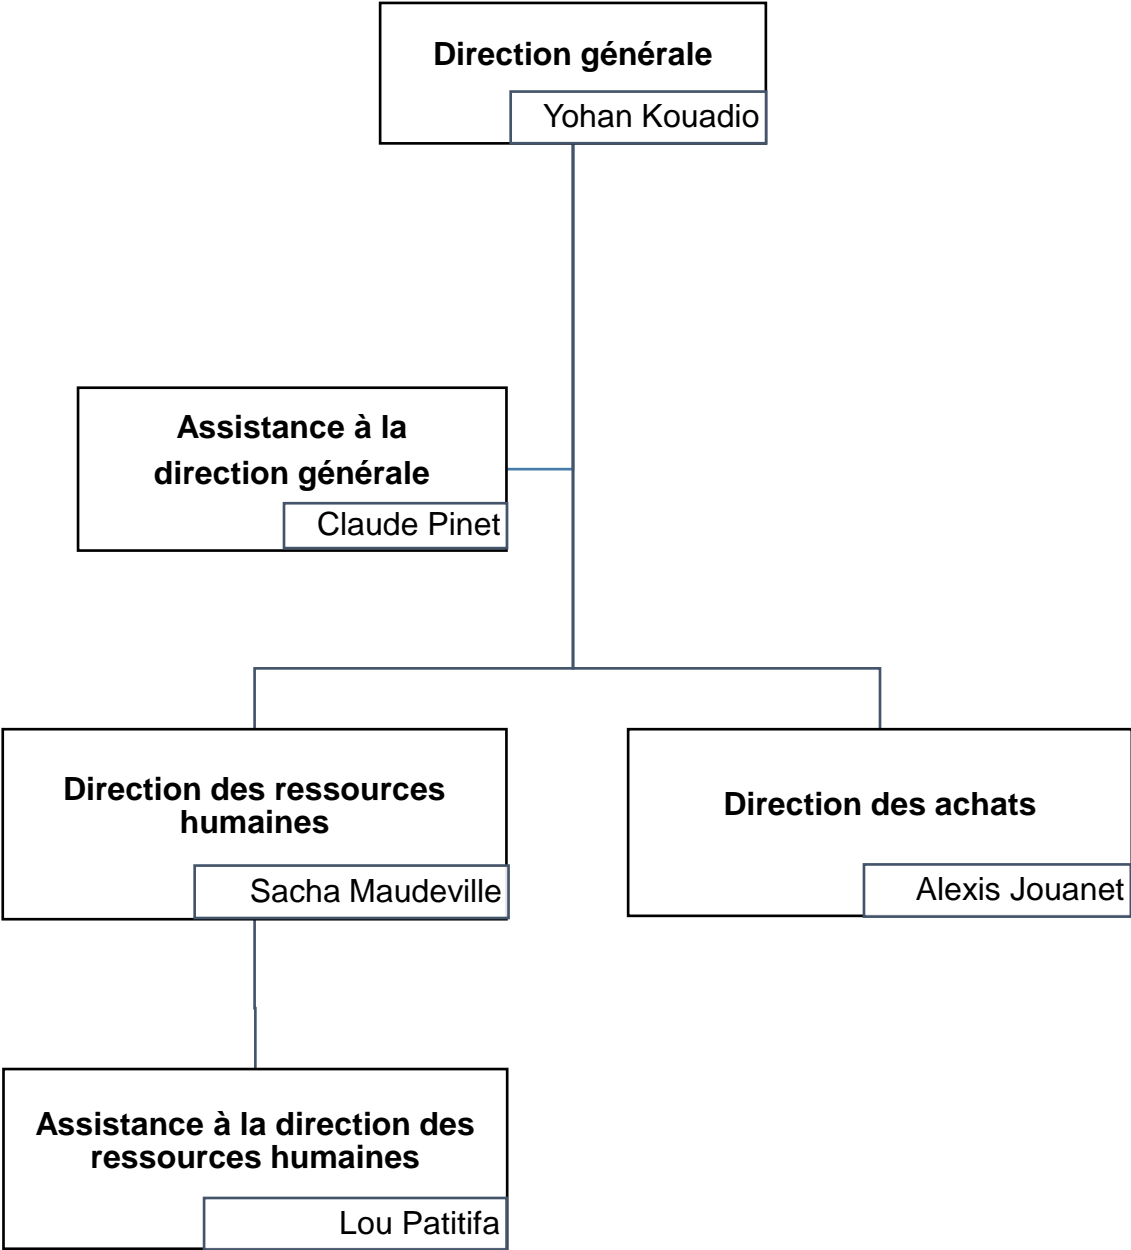 Direction générale
Yohan Kouadio
Assistance à la
direction générale
Claude Pinet
Direction des ressources
humaines
Sacha Maudeville
Direction des achats
Alexis Jouanet
Assistance à la direction des
ressources humaines
Lou Patitifa